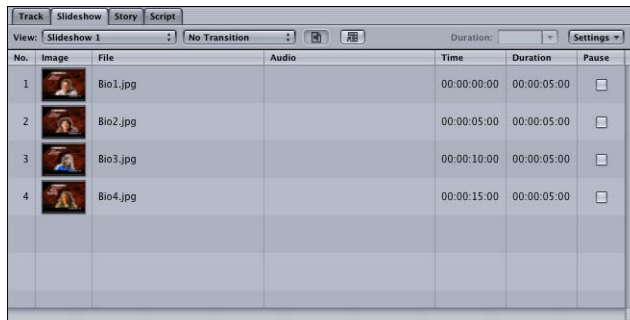 Track Slideshow Story Script
View: Slideshow 1 No Transition Duration: Settings
No. Image File Audio Time Duration Pause
1 Bio1.jpg 00:00:00:00 00:00:05:00
2 Bio2.jpg 00:00:05:00 00:00:05:00
3 Bio3.jpg 00:00:10:00 00:00:05:00
4 Bio4.jpg 00:00:15:00 00:00:05:00